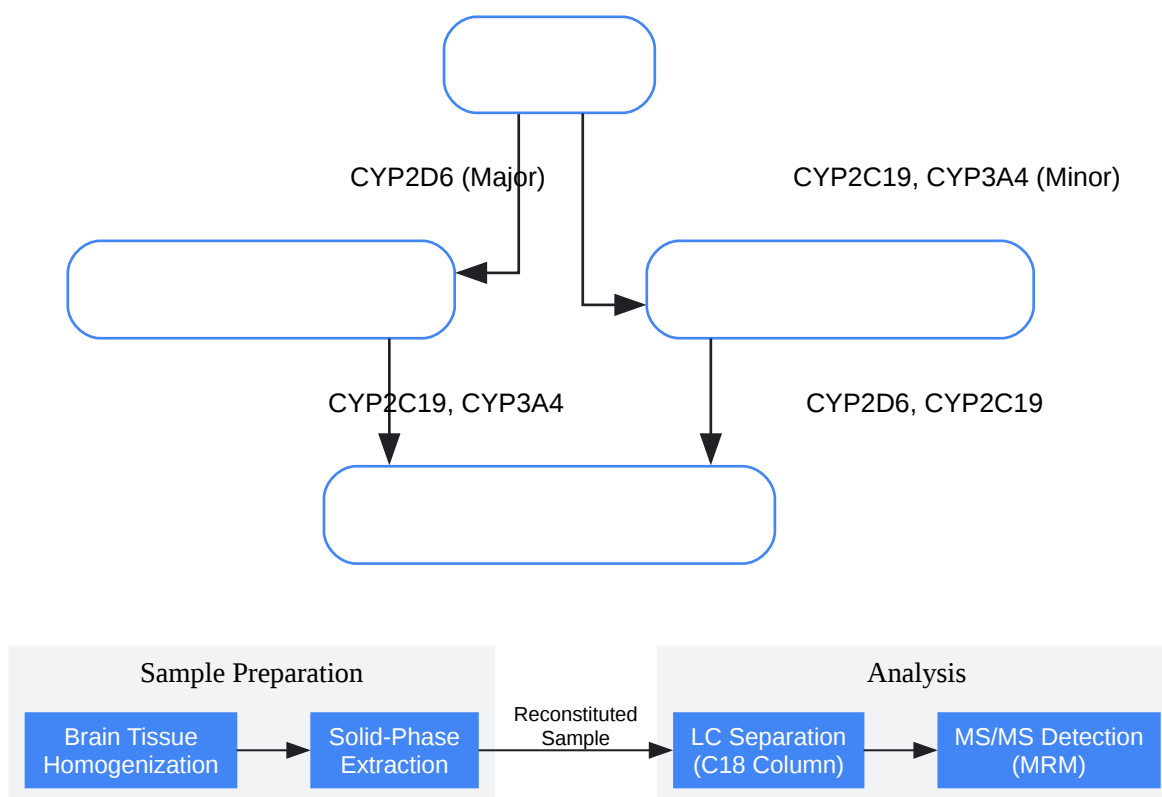 CYP2D6 (Major)
CYP2C19, CYP3A4 (Minor)
CYP2C19, CYP3A4
CYP2D6, CYP2C19
Sample Preparation
Brain Tissue
Homogenization
Solid-Phase
Extraction
Reconstituted
Sample
Analysis
LC Separation
(C18 Column)
MS/MS Detection
(MRM)